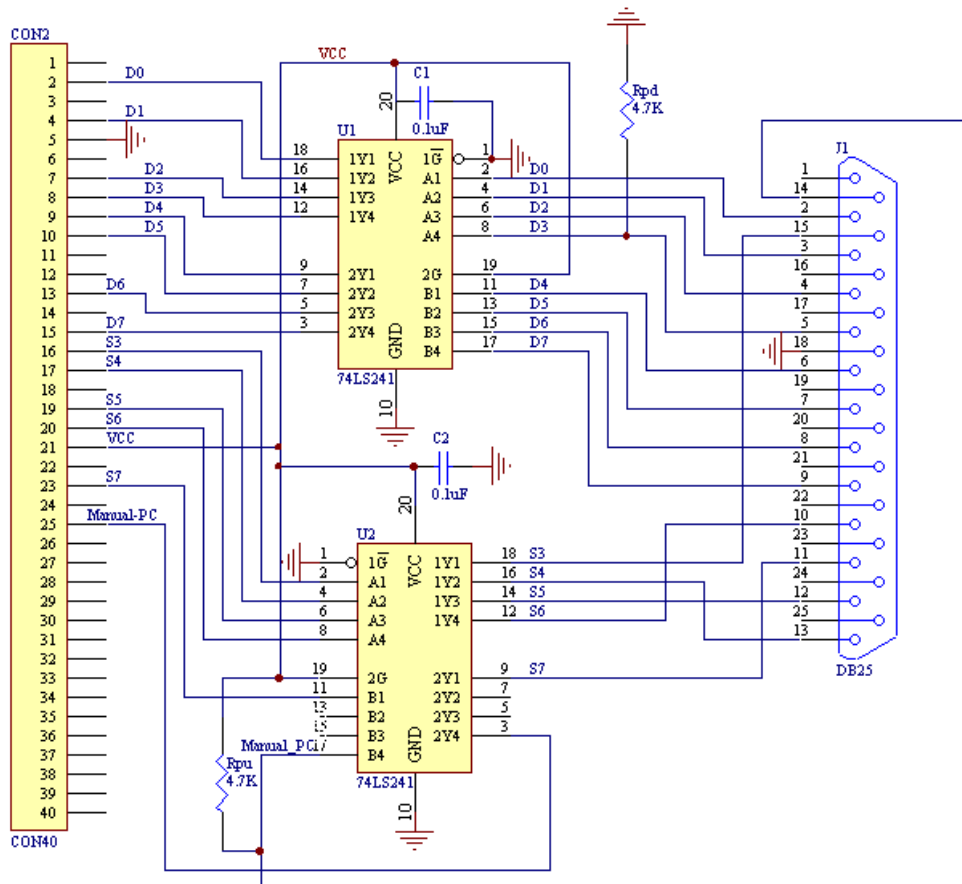 CON2
1
2
3
4
5
6
7
8
9
10
11
12
13
14
15
16
17
18
19
20
21
22
23
24
25
26
27
28
29
30
31
32
33
34
35
36
37
38
39
40
CON40
D0
D1
D2
D3
D4
D5
D6
D7
S3
S4
S5
S6
VCC
S7
Manual-PC
VCC
C1
0.1uF
20
U1
18 1Y1
16 1Y2
14 1Y3
12 1Y4
9 2Y1
7 2Y2
5 2Y3
3 2Y4
VCC
GND
1G 1
A1 2 D0
A2 4 D1
A3 6 D2
A4 8 D3
2G 19
B1 11 D4
B2 13 D5
B3 15 D6
B4 17 D7
74LS241
10
Rpd
4.7K
C2
0.1uF
20
U2
1 1G
2 A1
4 A2
6 A3
8 A4
19 2G
11 B1
13 B2
15 B3
Manual_PC 17 B4
VCC
GND
1Y1 18 S3
1Y2 16 S4
1Y3 14 S5
1Y4 12 S6
2Y1 9 S7
2Y2 7
2Y3 5
2Y4 3
74LS241
10
Rpu
4.7K
J1
1
14
2
15
3
16
4
17
5
18
6
19
7
20
8
21
9
22
10
23
11
24
12
25
13
DB25